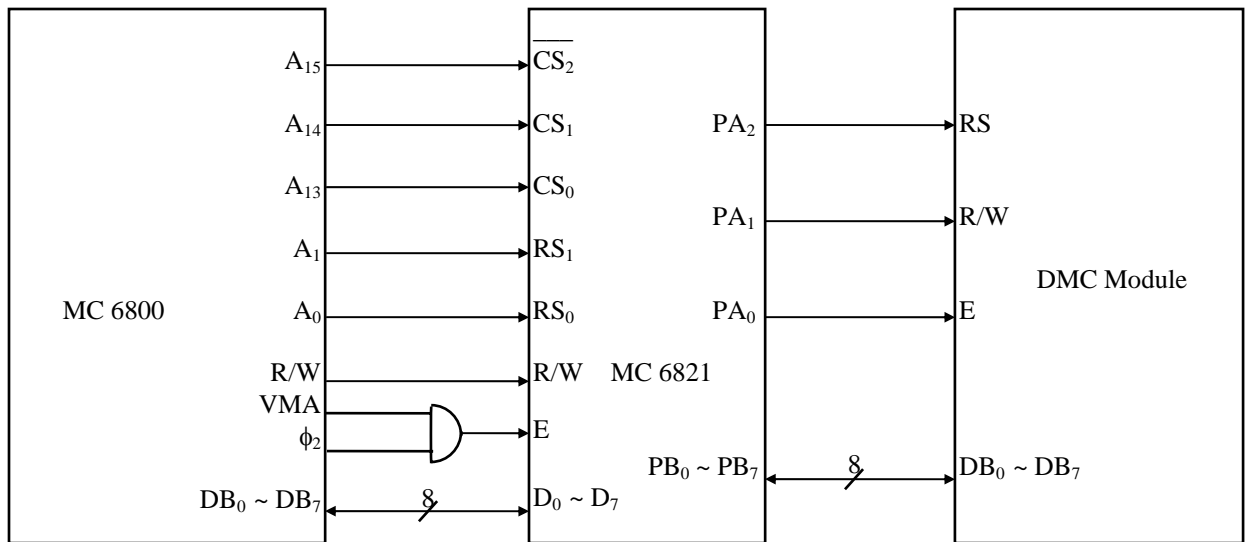 A₁₅ C̅S̅₂̅
A₁₄ CS₁ PA₂ RS
A₁₃ CS₀
PA₁ R/W
A₁ RS₁
DMC Module
MC 6800 A₀ RS₀ PA₀ E
R/W R/W MC 6821
VMA
E
ϕ₂
PB₀ ~ PB₇ 8 DB₀ ~ DB₇
DB₀ ~ DB₇ 8 D₀ ~ D₇